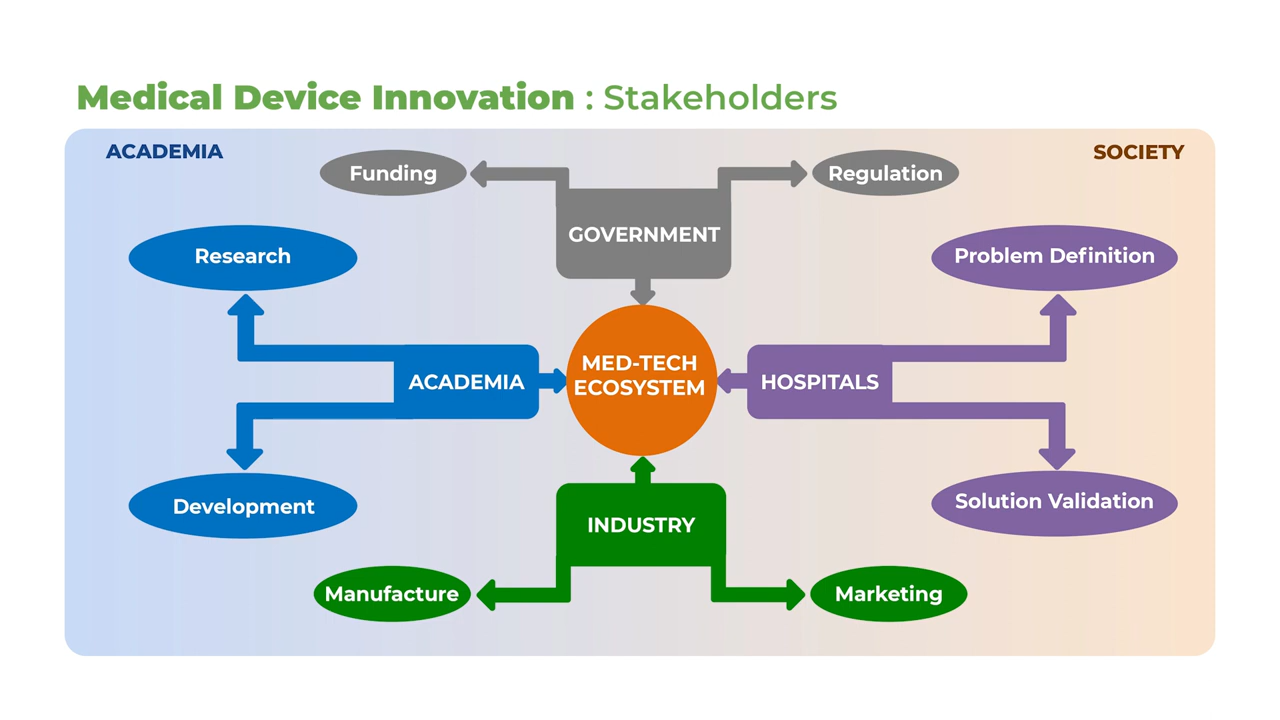 Medical Device Innovation : Stakeholders
ACADEMIA
SOCIETY
Funding
Regulation
GOVERNMENT
Research
Problem Definition
MED-TECH
ECOSYSTEM
ACADEMIA
HOSPITALS
Development
Solution Validation
INDUSTRY
Manufacture
Marketing